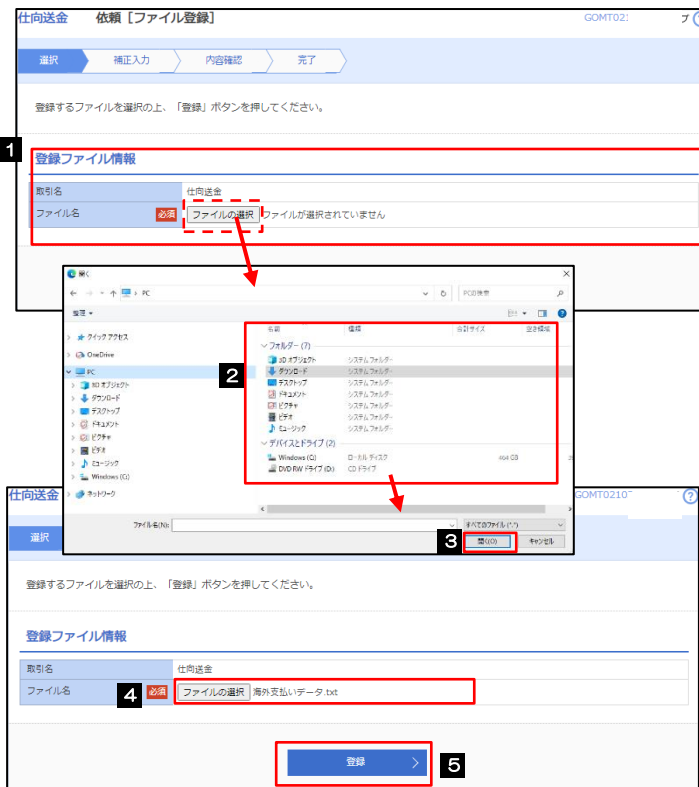 仕向送金 依頼［ファイル登録］ GOMT02
選択 補正入力 内容確認 完了
登録するファイルを選択の上、「登録」ボタンを押してください。
1
登録ファイル情報
取引名 仕向送金
ファイル名 必須 ファイルの選択 ファイルが選択されていません
開く
PC PCの検索
整理
名前 種類 合計サイズ 空き領域
クイック アクセス
OneDrive
PC
3D オブジェクト
ダウンロード
デスクトップ
ドキュメント
ピクチャ
ビデオ
ミュージック
Windows (C:)
ネットワーク
2
フォルダー (7)
3D オブジェクト システム フォルダー
ダウンロード システム フォルダー
デスクトップ システム フォルダー
ドキュメント システム フォルダー
ピクチャ システム フォルダー
ビデオ システム フォルダー
ミュージック システム フォルダー
デバイスとドライブ (2)
Windows (C:) ローカル ディスク 464 GB
DVD RW ドライブ (D:) CD ドライブ
ファイル名(N): すべてのファイル (*.*)
3 開く(O) キャンセル
仕向送金 GOMT0210
選択
登録するファイルを選択の上、「登録」ボタンを押してください。
登録ファイル情報
取引名 仕向送金
ファイル名 4 必須 ファイルの選択 海外支払いデータ.txt
登録 5